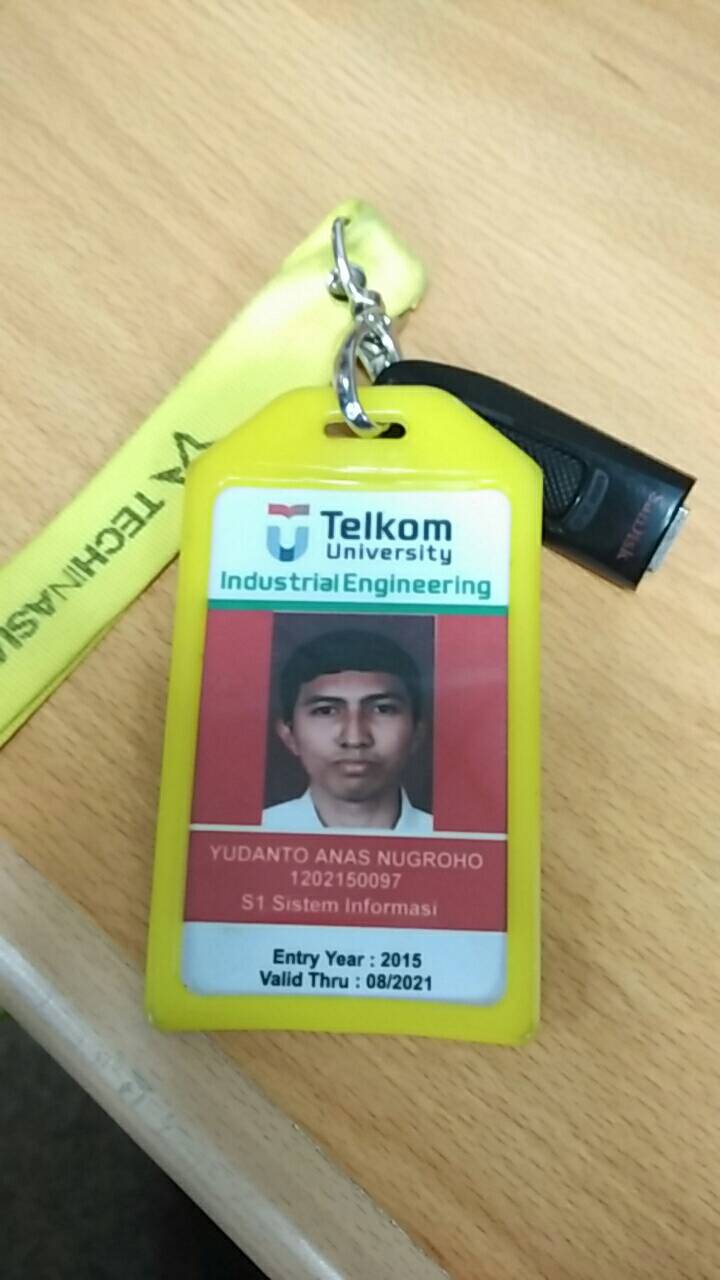 TECHINASIA
SanDisk
Telkom
University
Industrial Engineering
YUDANTO ANAS NUGROHO
1202150097
S1 Sistem Informasi
Entry Year : 2015
Valid Thru : 08/2021